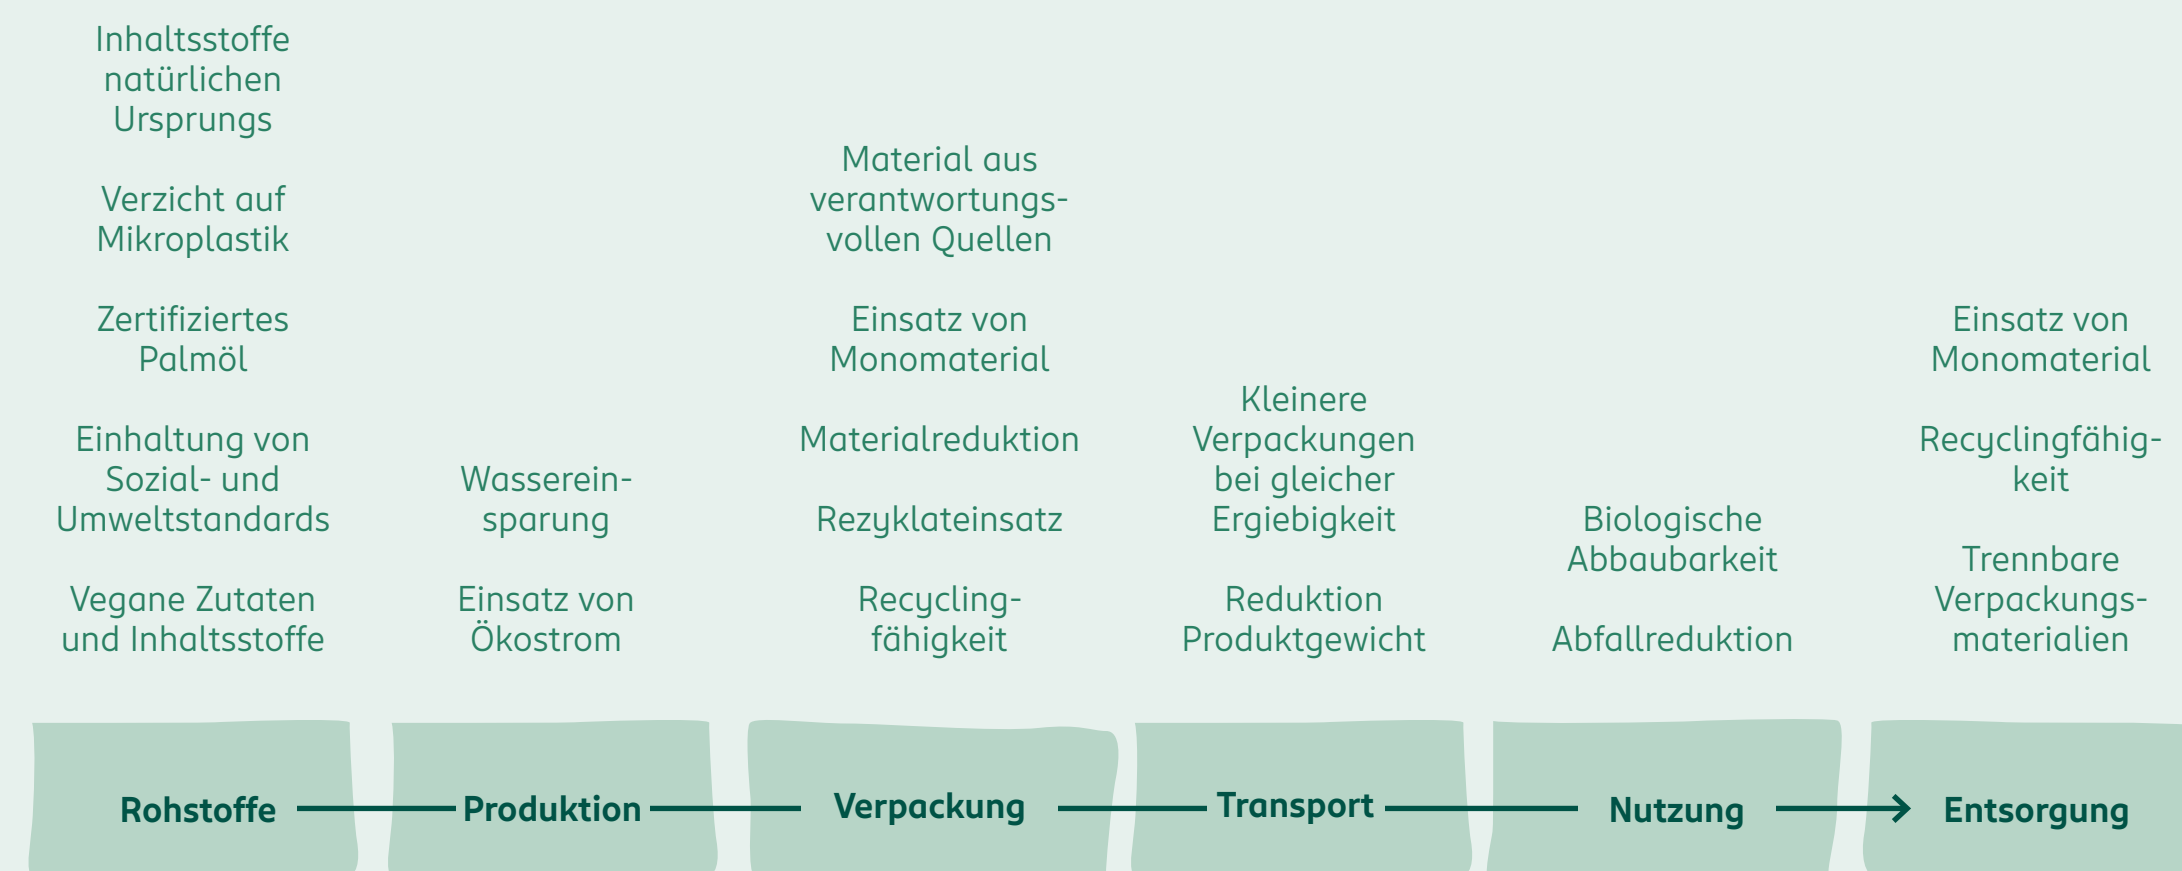 Inhaltsstoffe
natürlichen
Ursprungs
Verzicht auf
Mikroplastik
Zertifiziertes
Palmöl
Einhaltung von
Sozial- und
Umweltstandards
Vegane Zutaten
und Inhaltsstoffe
Rohstoffe
Wasserein-
sparung
Einsatz von
Ökostrom
Produktion
Material aus
verantwortungs-
vollen Quellen
Einsatz von
Monomaterial
Materialreduktion
Rezyklateinsatz
Recycling-
fähigkeit
Verpackung
Kleinere
Verpackungen
bei gleicher
Ergiebigkeit
Reduktion
Produktgewicht
Transport
Biologische
Abbaubarkeit
Abfallreduktion
Nutzung
Einsatz von
Monomaterial
Recyclingfähig-
keit
Trennbare
Verpackungs-
materialien
Entsorgung